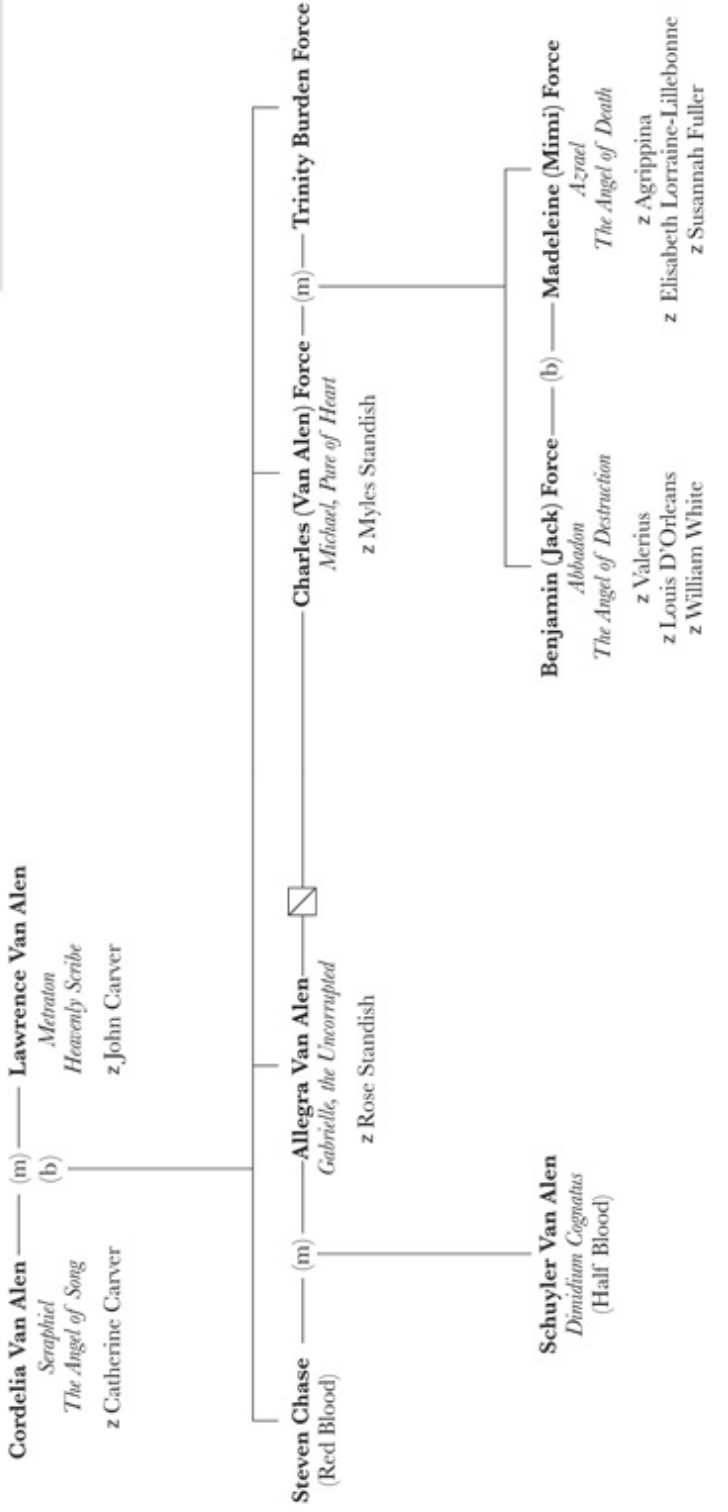 Cordelia Van Alen
Seraphiel
The Angel of Song
z Catherine Carver
(m)
(b)
Lawrence Van Alen
Metraton
Heavenly Scribe
z John Carver
Steven Chase
(Red Blood)
(m)
Allegra Van Alen
Gabrielle, the Uncorrupted
z Rose Standish
Charles (Van Alen) Force
Michael, Pure of Heart
z Myles Standish
(m)
Trinity Burden Force
Schuyler Van Alen
Dimidium Cognatus
(Half Blood)
Benjamin (Jack) Force
Abbadon
The Angel of Destruction
z Valerius
z Louis D'Orleans
z William White
(b)
Madeleine (Mimi) Force
Azrael
The Angel of Death
z Agrippina
z Elisabeth Lorraine-Lillebonne
z Susannah Fuller